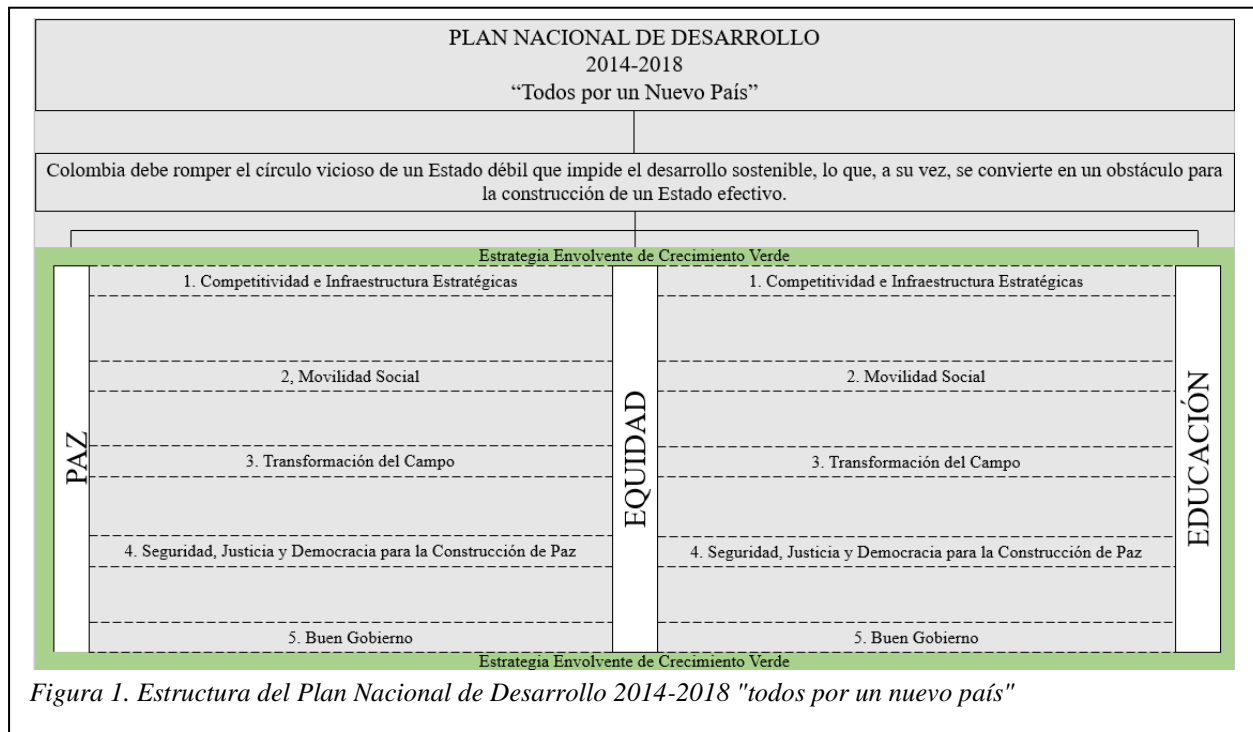 PLAN NACIONAL DE DESARROLLO
2014-2018
“Todos por un Nuevo País”
Colombia debe romper el círculo vicioso de un Estado débil que impide el desarrollo sostenible, lo que, a su vez, se convierte en un obstáculo para
la construcción de un Estado efectivo.
Estrategia Envolvente de Crecimiento Verde
PAZ
1. Competitividad e Infraestructura Estratégicas
2, Movilidad Social
3. Transformación del Campo
4. Seguridad, Justicia y Democracia para la Construcción de Paz
5. Buen Gobierno
EQUIDAD
1. Competitividad e Infraestructura Estratégicas
2. Movilidad Social
3. Transformación del Campo
4. Seguridad, Justicia y Democracia para la Construcción de Paz
5. Buen Gobierno
EDUCACIÓN
Estrategia Envolvente de Crecimiento Verde
Figura 1. Estructura del Plan Nacional de Desarrollo 2014-2018 "todos por un nuevo país"